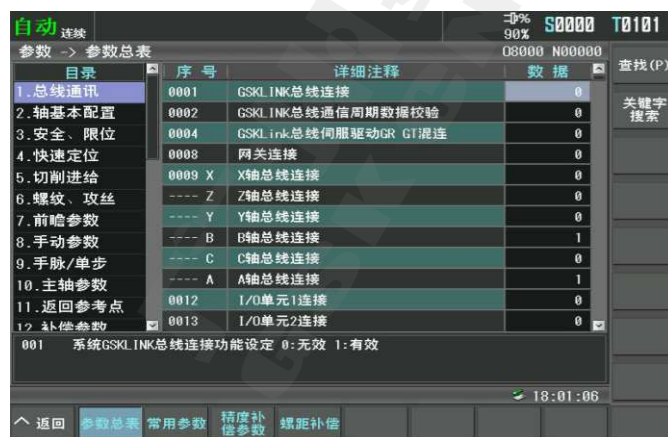 自动 连续 90% S0000 T0101
参数 -> 参数总表 O8000 N00000
目录 序 号 详细注释 数 据
查找(P)
1.总线通讯 0001 GSKLINK总线连接 0
2.轴基本配置 0002 GSKLINK总线通信周期数据校验 0
关键字
搜索
3.安全、限位 0004 GSKLink总线伺服驱动GR GT混连 0
4.快速定位 0008 网关连接 0
5.切削进给 0009 X X轴总线连接 0
6.螺纹、攻丝 ---- Z Z轴总线连接 0
7.前瞻参数 ---- Y Y轴总线连接 0
8.手动参数 ---- B B轴总线连接 1
9.手脉/单步 ---- C C轴总线连接 0
10.主轴参数 ---- A A轴总线连接 1
11.返回参考点 0012 I/O单元1连接 0
12.补偿参数 0013 I/O单元2连接 0
001 系统GSKLINK总线连接功能设定 0:无效 1:有效
18:01:06
返回 参数总表 常用参数 精度补偿参数 螺距补偿